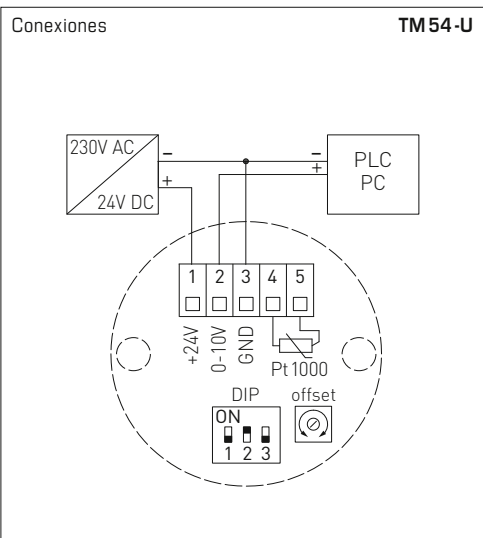 Conexiones TM54-U
230V AC
24V DC
−
+
−
+
PLC
PC
1 2 3 4 5
+24V
0-10V
GND
Pt1000
DIP
offset
ON
1 2 3